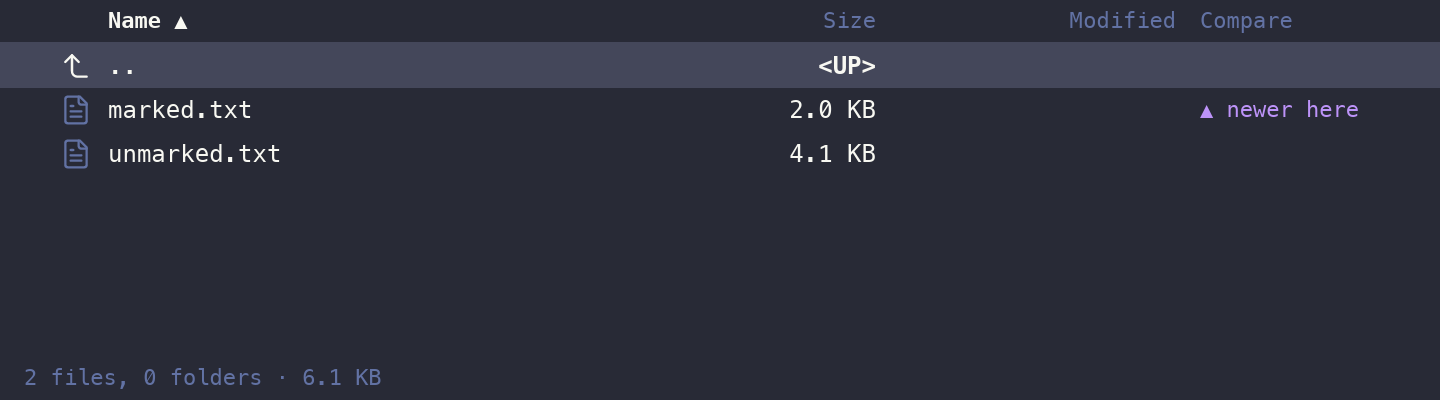 Name ▲ Size Modified Compare
.. <UP>
marked.txt 2.0 KB ▲ newer here
unmarked.txt 4.1 KB
2 files, 0 folders · 6.1 KB